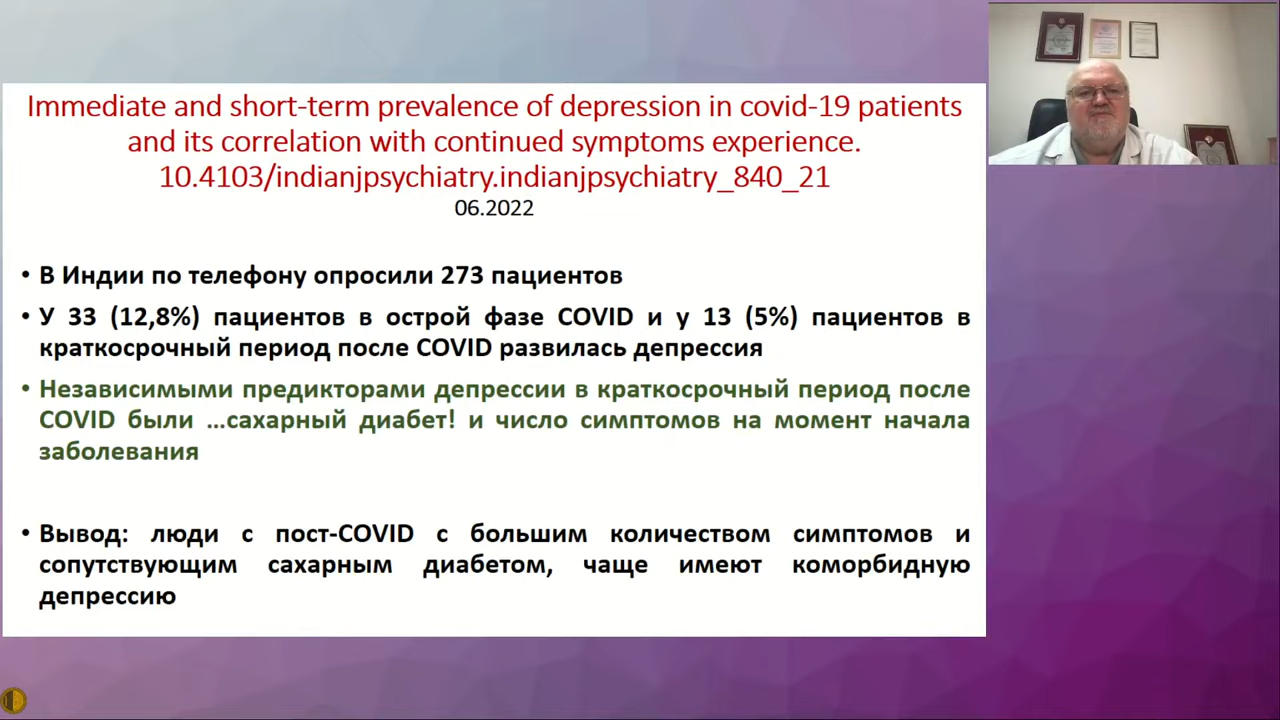 Immediate and short-term prevalence of depression in covid-19 patients
and its correlation with continued symptoms experience.
10.4103/indianjpsychiatry.indianjpsychiatry_840_21
06.2022
• В Индии по телефону опросили 273 пациентов
• У 33 (12,8%) пациентов в острой фазе COVID и у 13 (5%) пациентов в
краткосрочный период после COVID развилась депрессия
• Независимыми предикторами депрессии в краткосрочный период после
COVID были …сахарный диабет! и число симптомов на момент начала
заболевания
• Вывод: люди с пост-COVID с большим количеством симптомов и
сопутствующим сахарным диабетом, чаще имеют коморбидную
депрессию